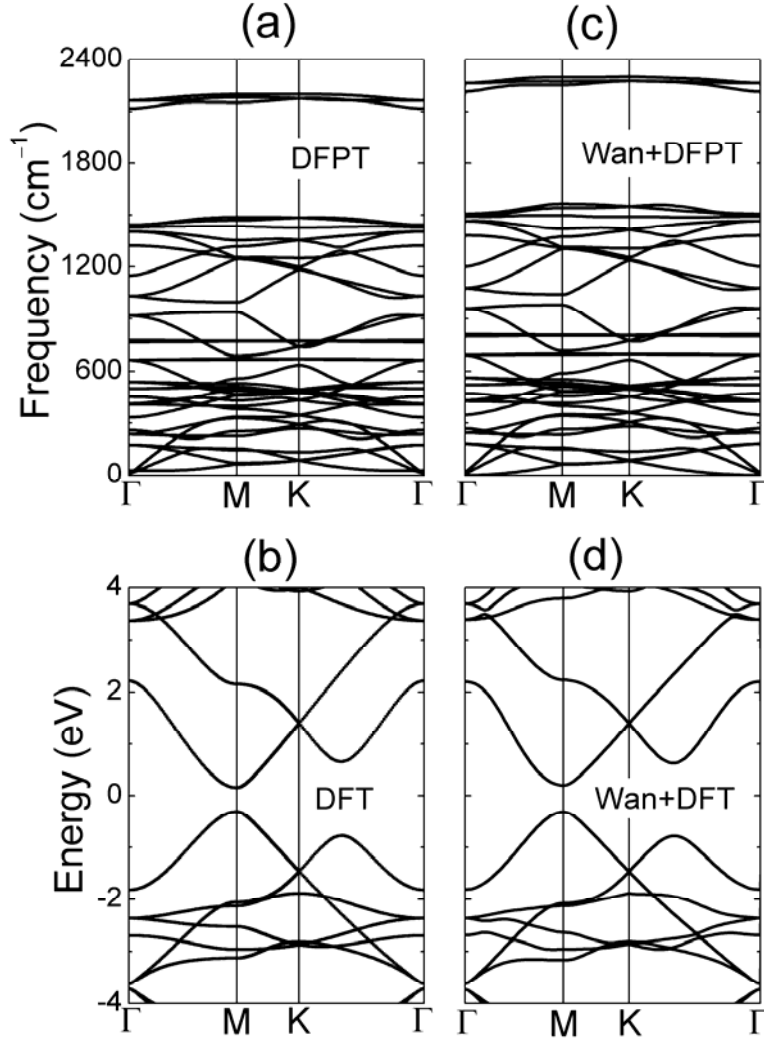 (a)
(c)
2400
1800
1200
600
0
Frequency (cm⁻¹)
DFPT
Wan+DFPT
Γ M K Γ
Γ M K Γ
(b)
(d)
4
2
0
-2
-4
Energy (eV)
DFT
Wan+DFT
Γ M K Γ
Γ M K Γ